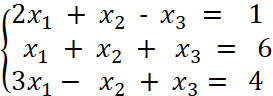 2x₁ + x₂ - x₃ = 1
x₁ + x₂ + x₃ = 6
3x₁ − x₂ + x₃ = 4